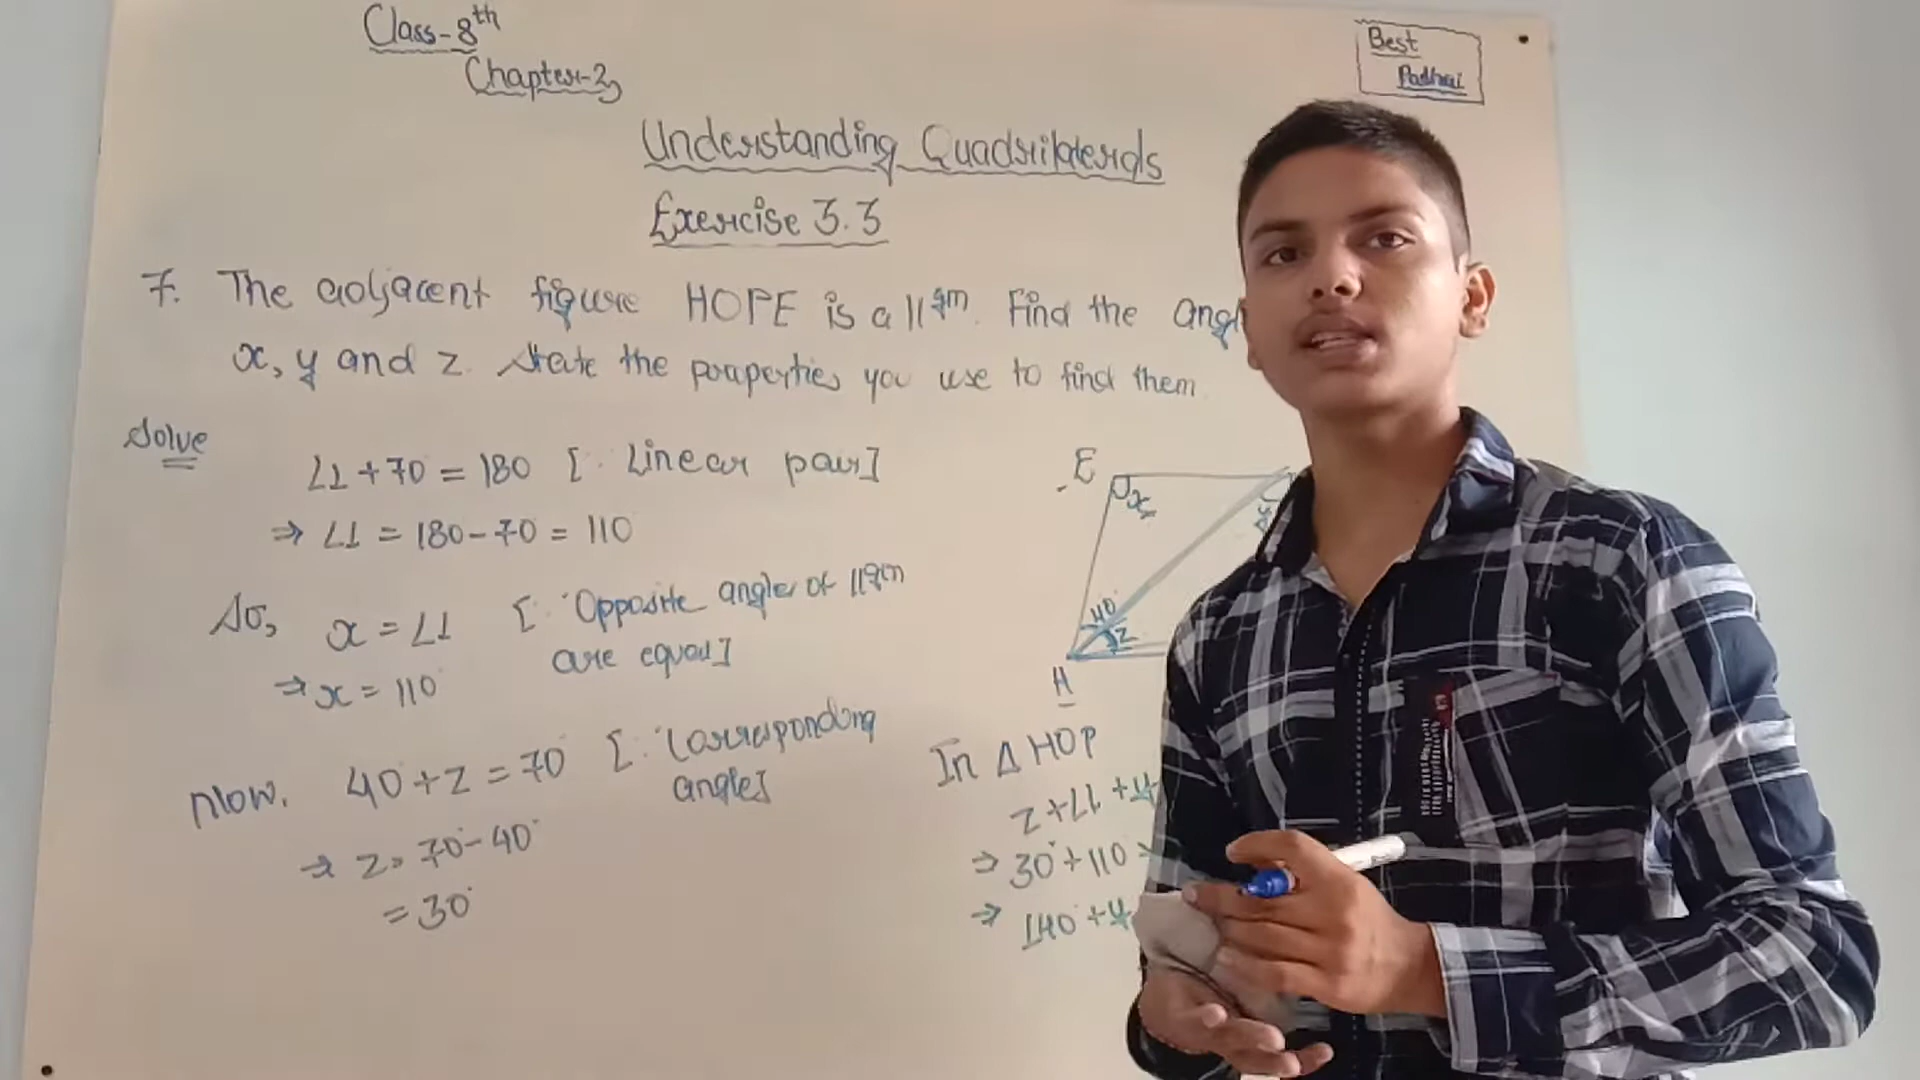 Class-8th
Chapter-3
Best
Padhai
Understanding Quadrilaterals
Exercise 3.3
7. The adjacent figure HOPE is a llgm. Find the angl
x, y and z. State the properties you use to find them.
Solve
∠1 + 70 = 180 [∵ Linear pair]
⇒ ∠1 = 180 - 70 = 110
So, x = ∠1 [∵ Opposite angle of llgm
are equal]
⇒ x = 110°
Now, 40 + z = 70° [∵ Corresponding
angle]
⇒ z = 70° - 40°
= 30°
E
x
40°
z
H
In Δ HOP
z + ∠1 + y
⇒ 30° + 110
⇒ 140° + y